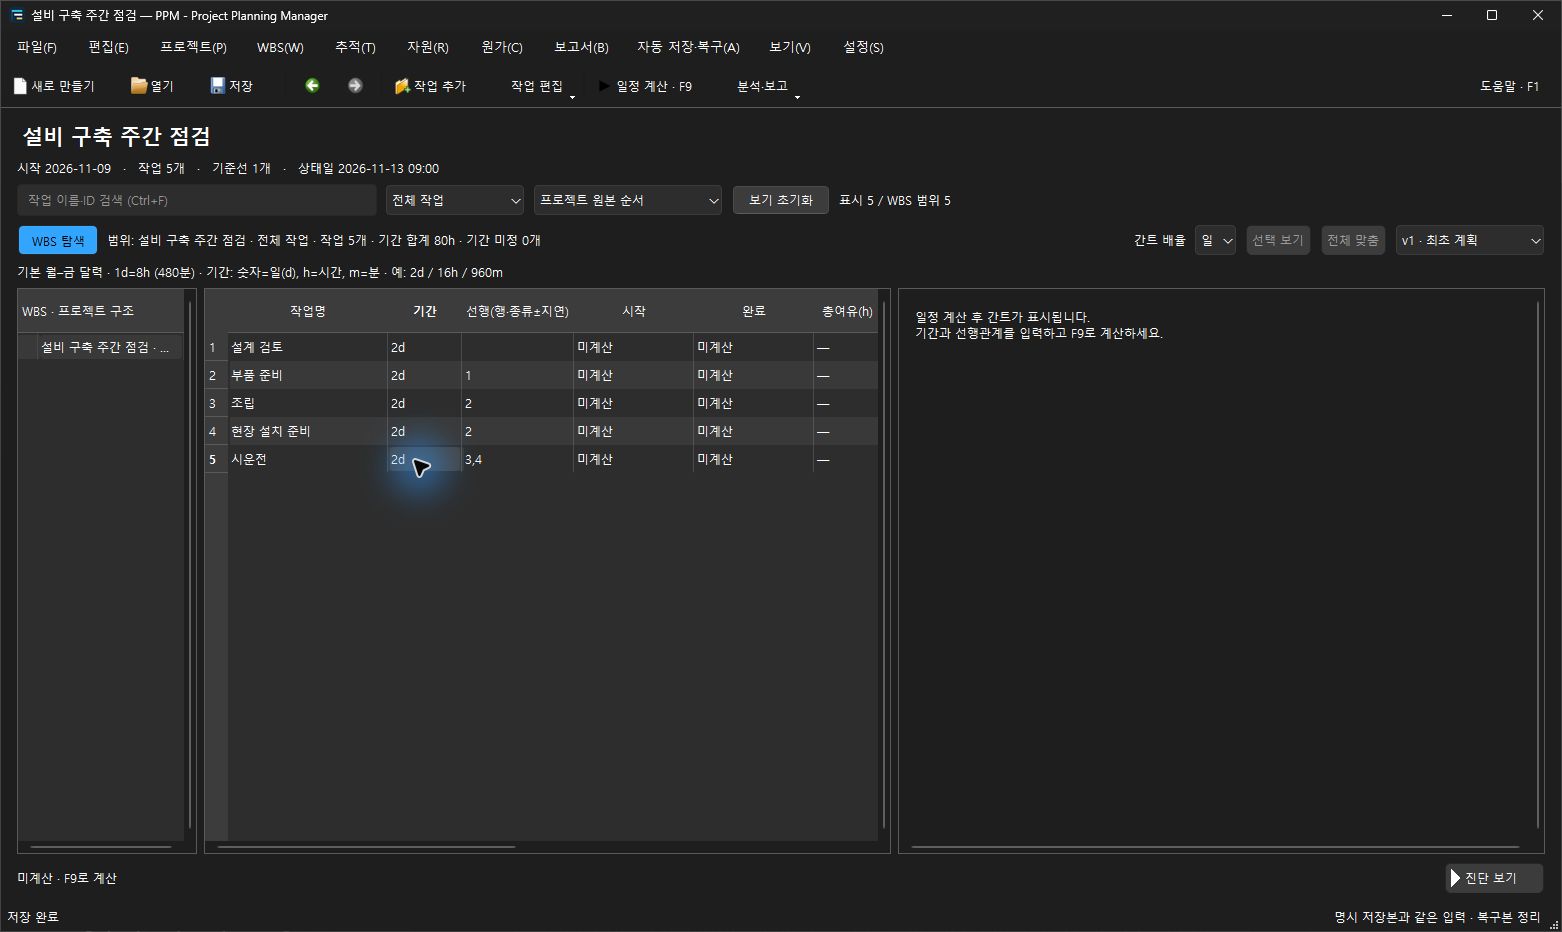 설비 구축 주간 점검 — PPM - Project Planning Manager
파일(F) 편집(E) 프로젝트(P) WBS(W) 추적(T) 자원(R) 원가(C) 보고서(B) 자동 저장·복구(A) 보기(V) 설정(S)
새로 만들기 열기 저장 작업 추가 작업 편집 일정 계산 · F9 분석·보고 도움말 · F1
설비 구축 주간 점검
시작 2026-11-09 · 작업 5개 · 기준선 1개 · 상태일 2026-11-13 09:00
작업 이름·ID 검색 (Ctrl+F) 전체 작업 프로젝트 원본 순서 보기 초기화 표시 5 / WBS 범위 5
WBS 탐색 범위: 설비 구축 주간 점검 · 전체 작업 · 작업 5개 · 기간 합계 80h · 기간 미정 0개 간트 배율 일 선택 보기 전체 맞춤 v1 · 최초 계획
기본 월–금 달력 · 1d=8h (480분) · 기간: 숫자=일(d), h=시간, m=분 · 예: 2d / 16h / 960m
WBS · 프로젝트 구조
설비 구축 주간 점검 · ...
작업명 기간 선행(행·종류±지연) 시작 완료 총여유(h)
1 설계 검토 2d 미계산 미계산 —
2 부품 준비 2d 1 미계산 미계산 —
3 조립 2d 2 미계산 미계산 —
4 현장 설치 준비 2d 2 미계산 미계산 —
5 시운전 2d 3,4 미계산 미계산 —
일정 계산 후 간트가 표시됩니다.
기간과 선행관계를 입력하고 F9로 계산하세요.
미계산 · F9로 계산 진단 보기
저장 완료 명시 저장본과 같은 입력 · 복구본 정리